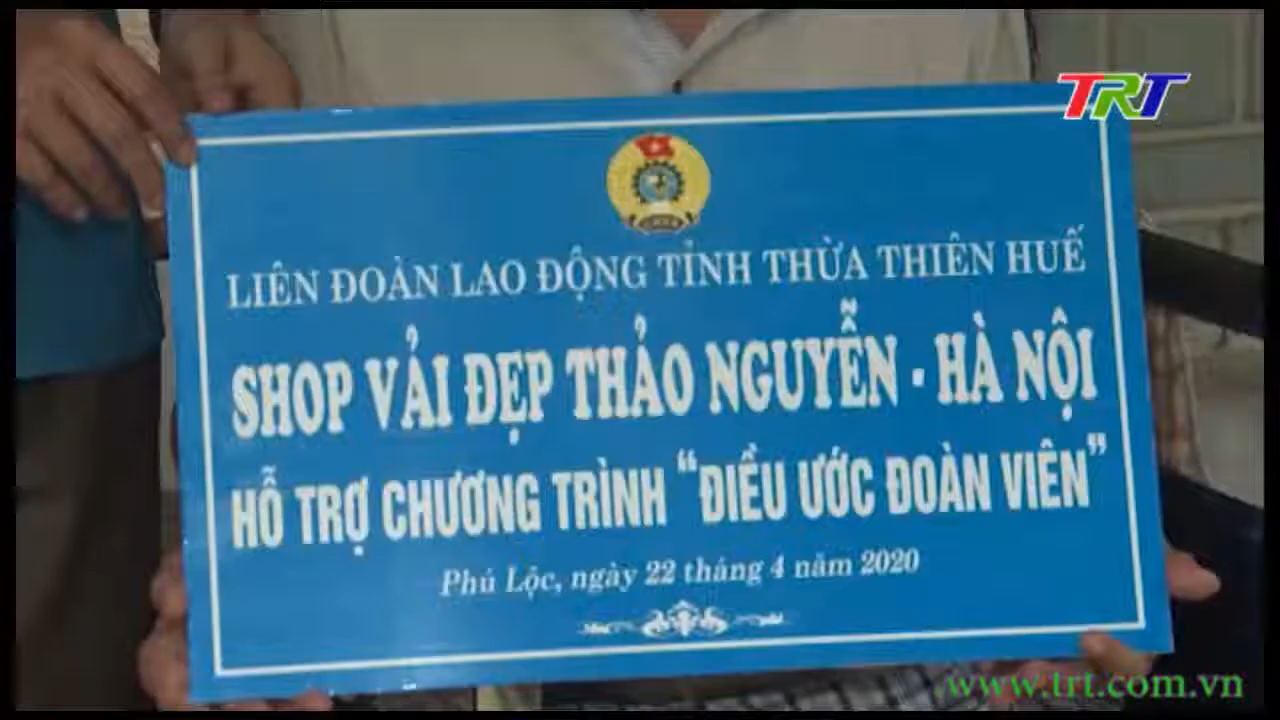 TRT
LIÊN ĐOÀN LAO ĐỘNG TỈNH THỪA THIÊN HUẾ
SHOP VẢI ĐẸP THẢO NGUYỄN - HÀ NỘI
HỖ TRỢ CHƯƠNG TRÌNH “ĐIỀU ƯỚC ĐOÀN VIÊN”
Phú Lộc, ngày 22 tháng 4 năm 2020
www.trt.com.vn